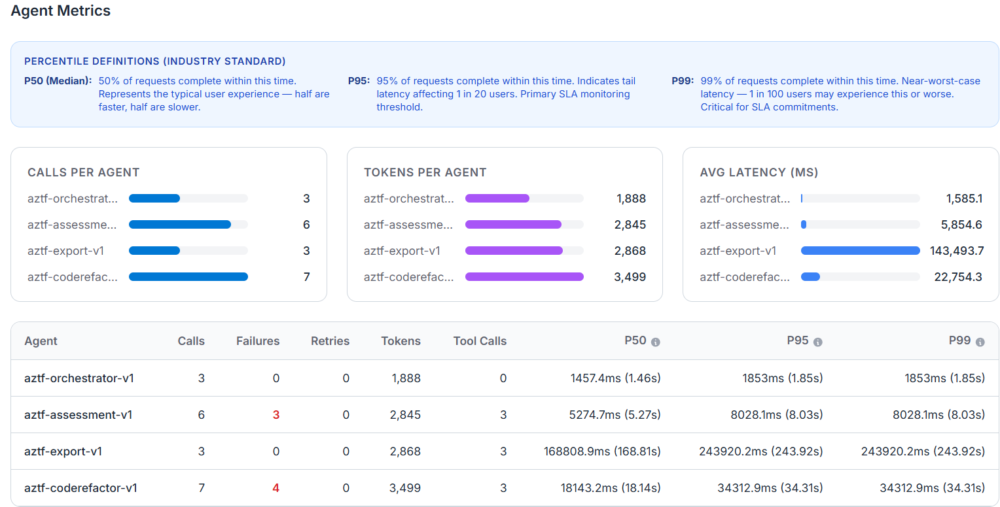 Agent Metrics
PERCENTILE DEFINITIONS (INDUSTRY STANDARD)
P50 (Median): 50% of requests complete within this time.
Represents the typical user experience — half are
faster, half are slower.
P95: 95% of requests complete within this time. Indicates tail
latency affecting 1 in 20 users. Primary SLA monitoring
threshold.
P99: 99% of requests complete within this time. Near-worst-case
latency — 1 in 100 users may experience this or worse.
Critical for SLA commitments.
CALLS PER AGENT
aztf-orchestrat... 3
aztf-assessme... 6
aztf-export-v1 3
aztf-coderefac... 7
TOKENS PER AGENT
aztf-orchestrat... 1,888
aztf-assessme... 2,845
aztf-export-v1 2,868
aztf-coderefac... 3,499
AVG LATENCY (MS)
aztf-orchestrat... 1,585.1
aztf-assessme... 5,854.6
aztf-export-v1 143,493.7
aztf-coderefac... 22,754.3
Agent Calls Failures Retries Tokens Tool Calls P50 P95 P99
aztf-orchestrator-v1 3 0 0 1,888 0 1457.4ms (1.46s) 1853ms (1.85s) 1853ms (1.85s)
aztf-assessment-v1 6 3 0 2,845 3 5274.7ms (5.27s) 8028.1ms (8.03s) 8028.1ms (8.03s)
aztf-export-v1 3 0 0 2,868 3 168808.9ms (168.81s) 243920.2ms (243.92s) 243920.2ms (243.92s)
aztf-coderefactor-v1 7 4 0 3,499 3 18143.2ms (18.14s) 34312.9ms (34.31s) 34312.9ms (34.31s)